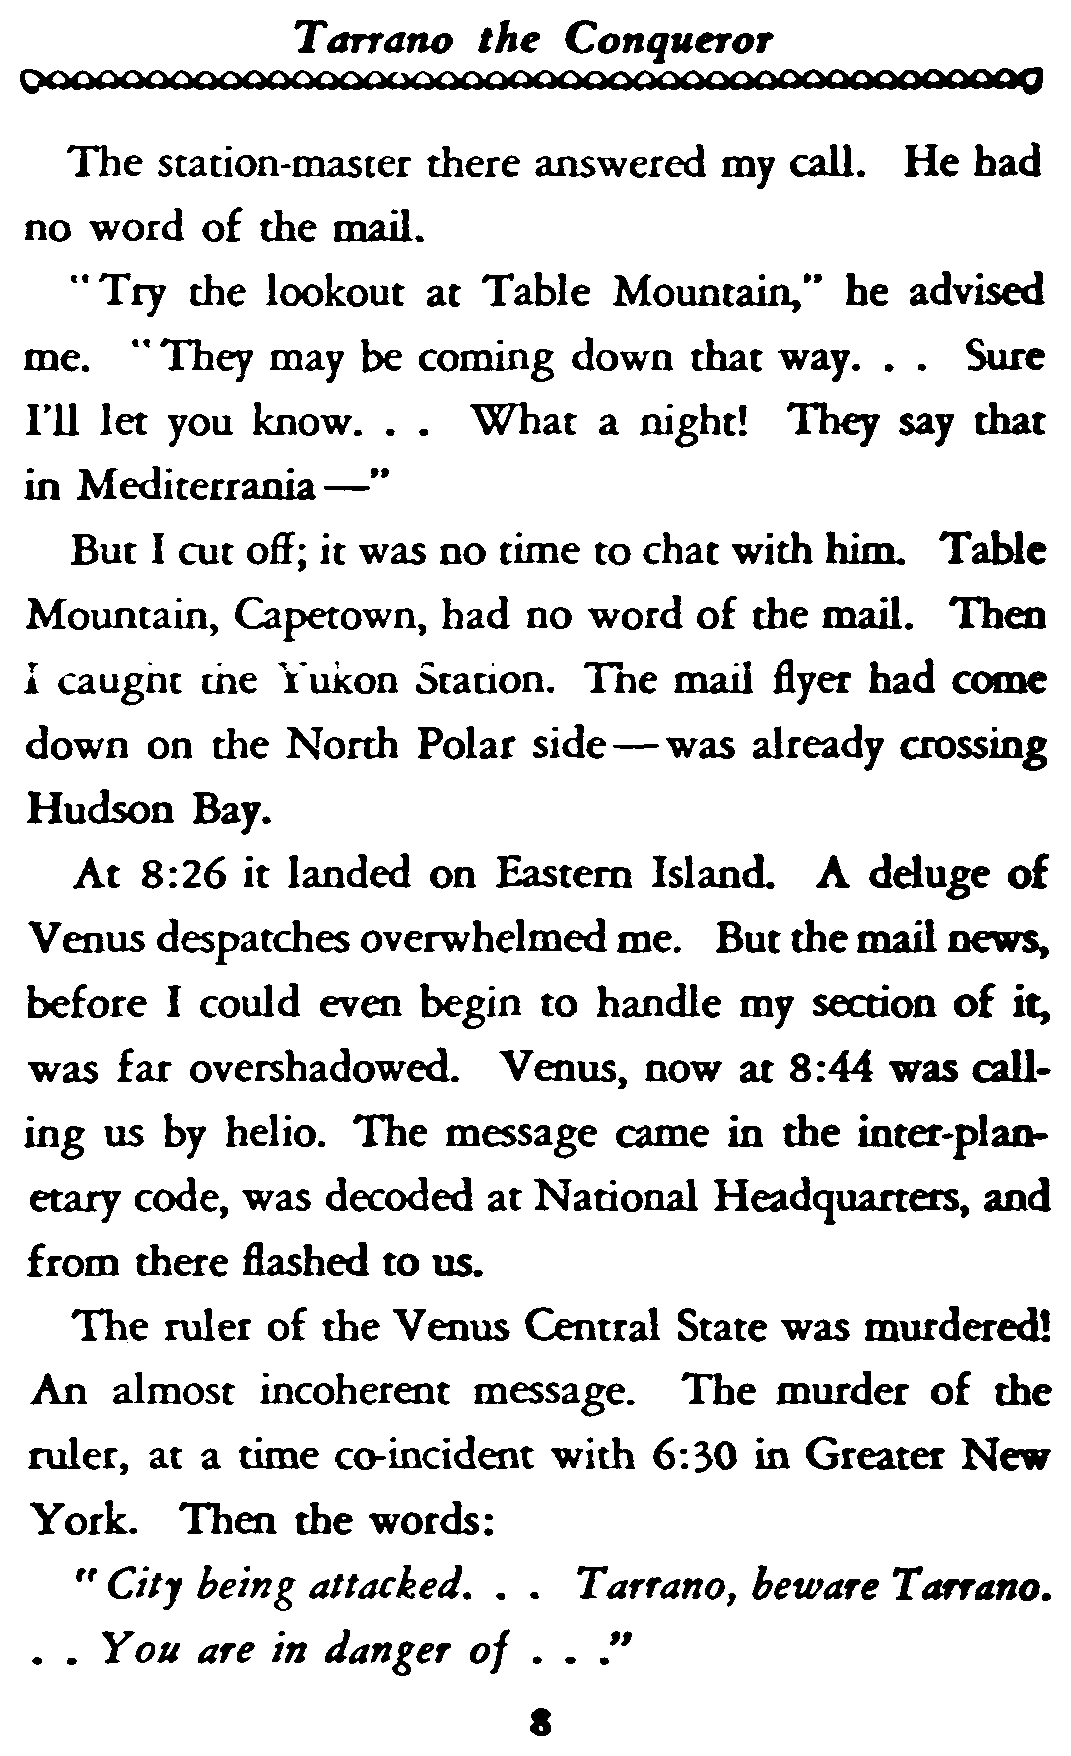 Tarrano the Conqueror
The station-master there answered my call. He had
no word of the mail.
"Try the lookout at Table Mountain," he advised
me. "They may be coming down that way. . . Sure
I'll let you know. . . What a night! They say that
in Mediterrania—"
But I cut off; it was no time to chat with him. Table
Mountain, Capetown, had no word of the mail. Then
I caught the Yukon Station. The mail flyer had come
down on the North Polar side—was already crossing
Hudson Bay.
At 8:26 it landed on Eastern Island. A deluge of
Venus despatches overwhelmed me. But the mail news,
before I could even begin to handle my section of it,
was far overshadowed. Venus, now at 8:44 was call-
ing us by helio. The message came in the inter-plan-
etary code, was decoded at National Headquarters, and
from there flashed to us.
The ruler of the Venus Central State was murdered!
An almost incoherent message. The murder of the
ruler, at a time co-incident with 6:30 in Greater New
York. Then the words:
"City being attacked. . . Tarrano, beware Tarrano.
. . You are in danger of . . ."
8